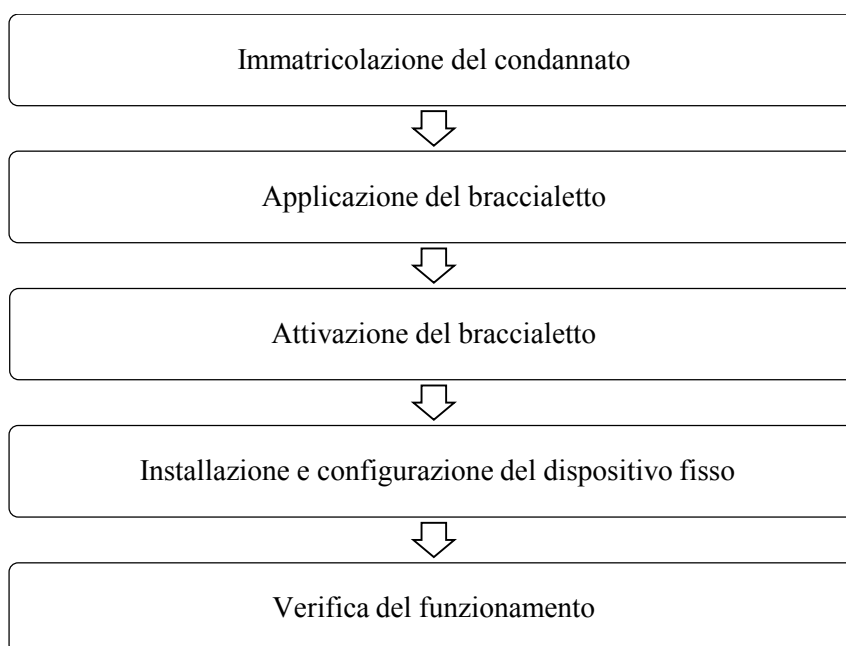 Immatricolazione del condannato
Applicazione del braccialetto
Attivazione del braccialetto
Installazione e configurazione del dispositivo fisso
Verifica del funzionamento